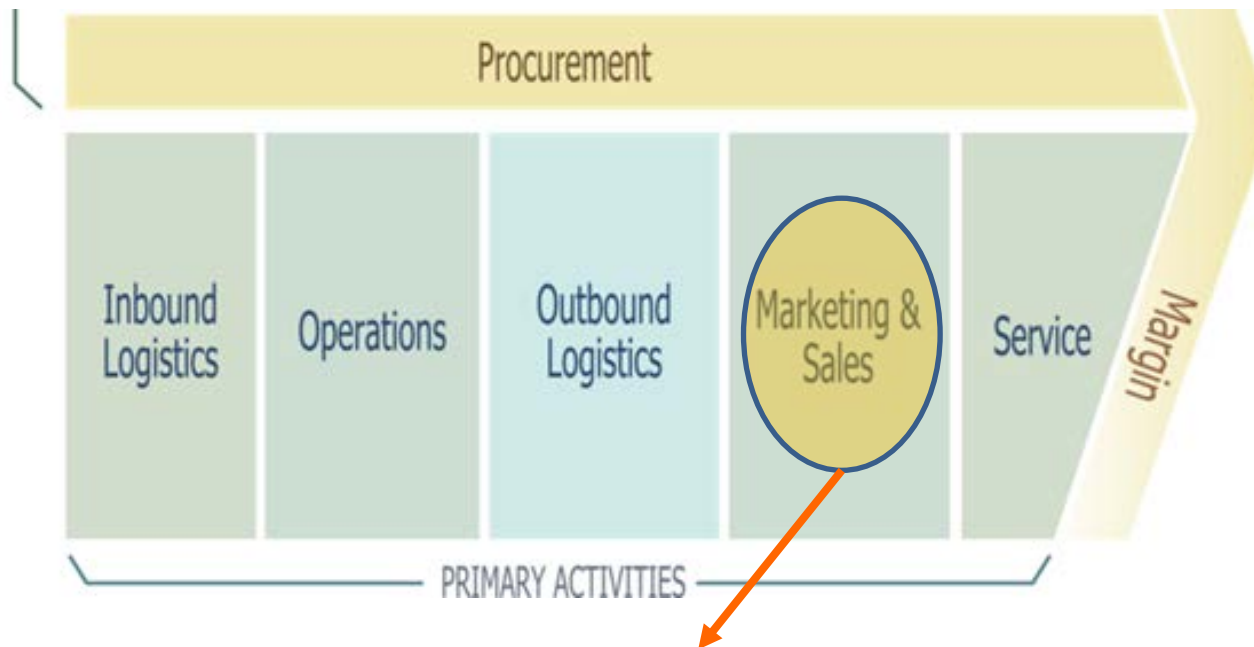 Procurement
Inbound
Logistics
Operations
Outbound
Logistics
Marketing &
Sales
Service
Margin
PRIMARY ACTIVITIES